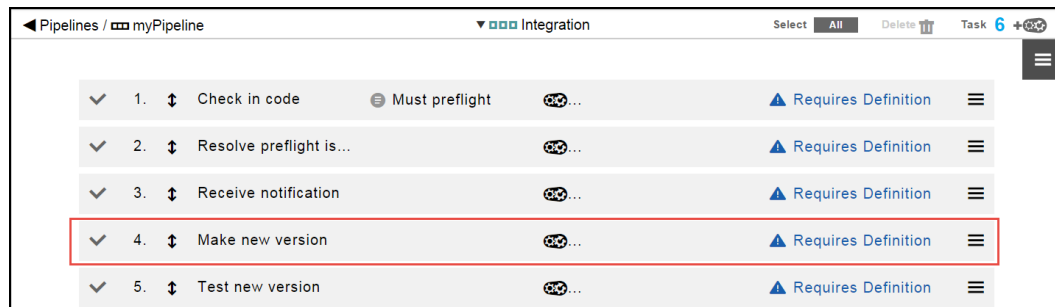 Pipelines / myPipeline Integration Select All Delete Task 6 +
1. Check in code Must preflight ... Requires Definition
2. Resolve preflight is... ... Requires Definition
3. Receive notification ... Requires Definition
4. Make new version ... Requires Definition
5. Test new version ... Requires Definition